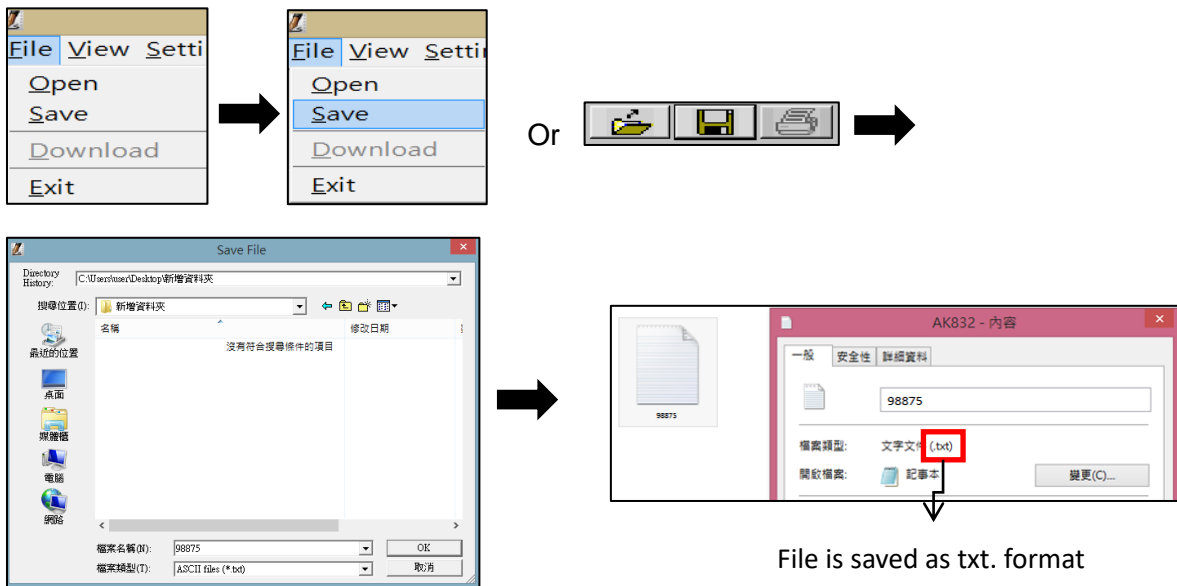 File View Setti
Open
Save
Download
Exit
File View Settin
Open
Save
Download
Exit
Or
Save File
Directory History: C:\Users\user\Desktop\新增資料夾
搜尋位置(I): 新增資料夾
名稱 修改日期
沒有符合搜尋條件的項目
最近的位置
桌面
媒體櫃
電腦
網路
檔案名稱(N): 98875 OK
檔案類型(T): ASCII files (*.txt) 取消
98875
AK832 - 內容
一般 安全性 詳細資料
98875
檔案類型: 文字文件 (.txt)
開啟檔案: 記事本 變更(C)...
File is saved as txt. format